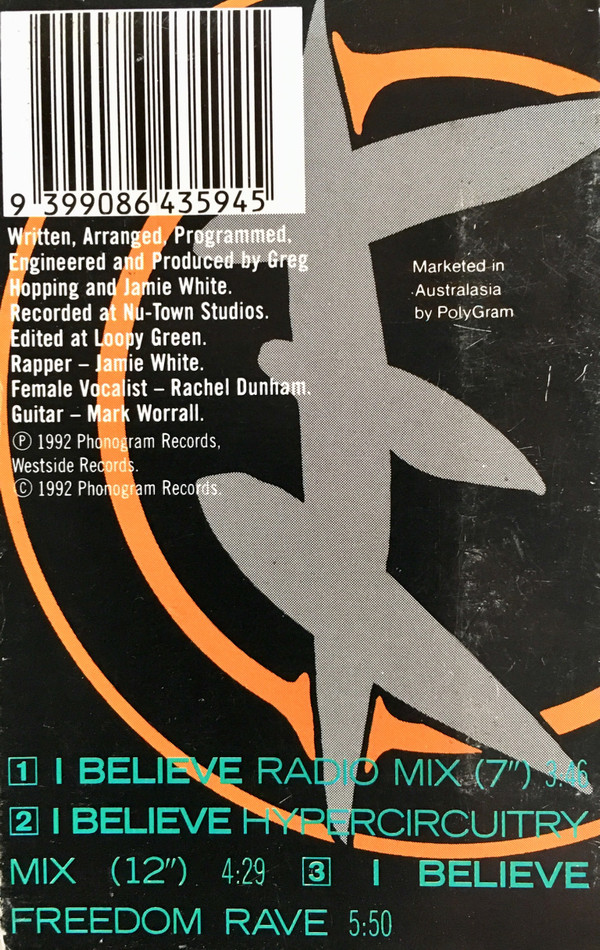 9 399086 435945
Written, Arranged, Programmed,
Engineered and Produced by Greg
Hopping and Jamie White.
Recorded at Nu-Town Studios.
Edited at Loopy Green.
Rapper – Jamie White.
Female Vocalist – Rachel Dunham.
Guitar – Mark Worrall.
Ⓟ 1992 Phonogram Records,
Westside Records.
© 1992 Phonogram Records.
Marketed in
Australasia
by PolyGram
1 I BELIEVE RADIO MIX (7″) 3:46
2 I BELIEVE HYPERCIRCUITRY
MIX (12″) 4:29 3 I BELIEVE
FREEDOM RAVE 5:50